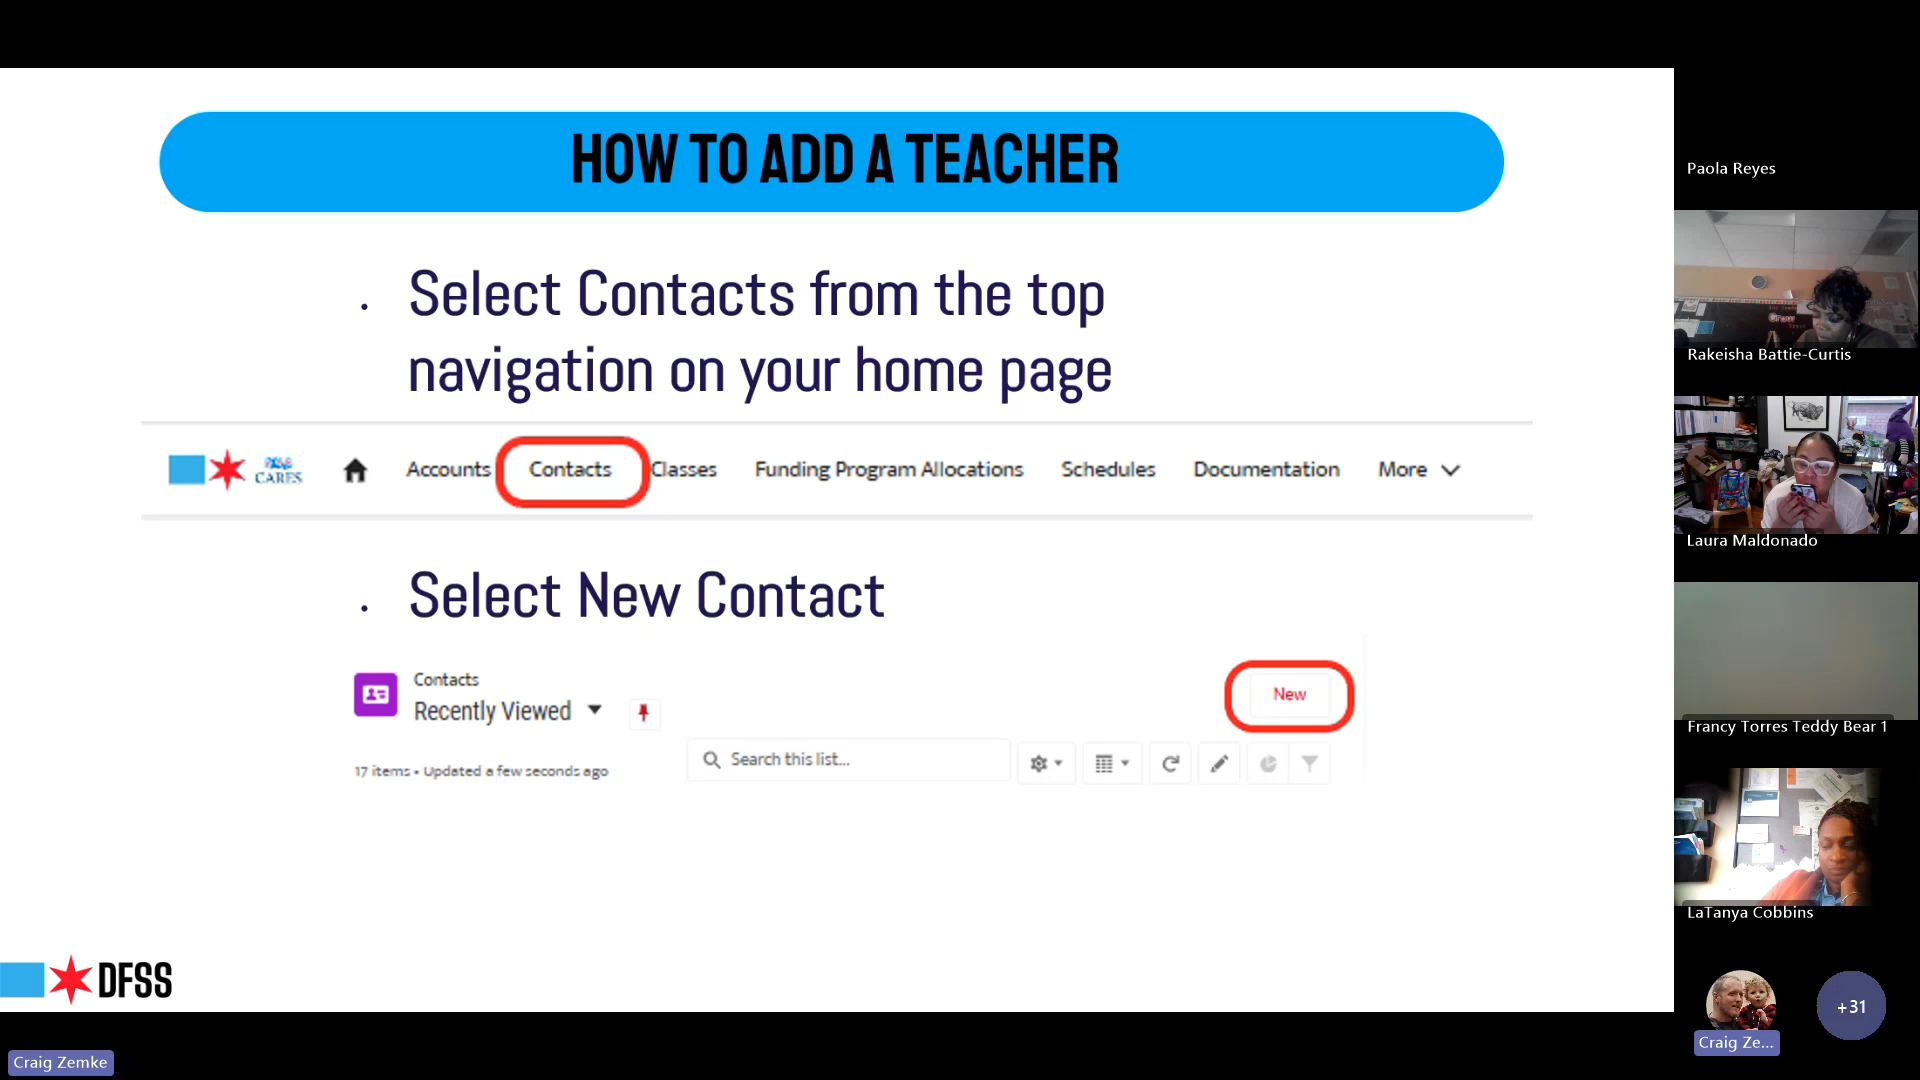 HOW TO ADD A TEACHER
Select Contacts from the top
navigation on your home page
CARES Accounts Contacts Classes Funding Program Allocations Schedules Documentation More
Select New Contact
Contacts
Recently Viewed
New
17 items • Updated a few seconds ago
Search this list...
DFSS
Craig Zemke
Paola Reyes
Rakeisha Battie-Curtis
Laura Maldonado
Francy Torres Teddy Bear 1
LaTanya Cobbins
Craig Ze...
+31